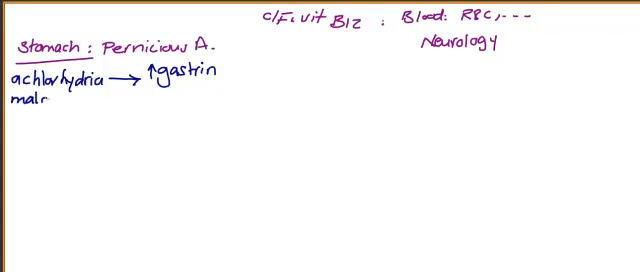 C/F: vit B12 : Blood: RBC, ---
Neurology
Stomach : Pernicious A.
achlorhydria → ↑gastrin